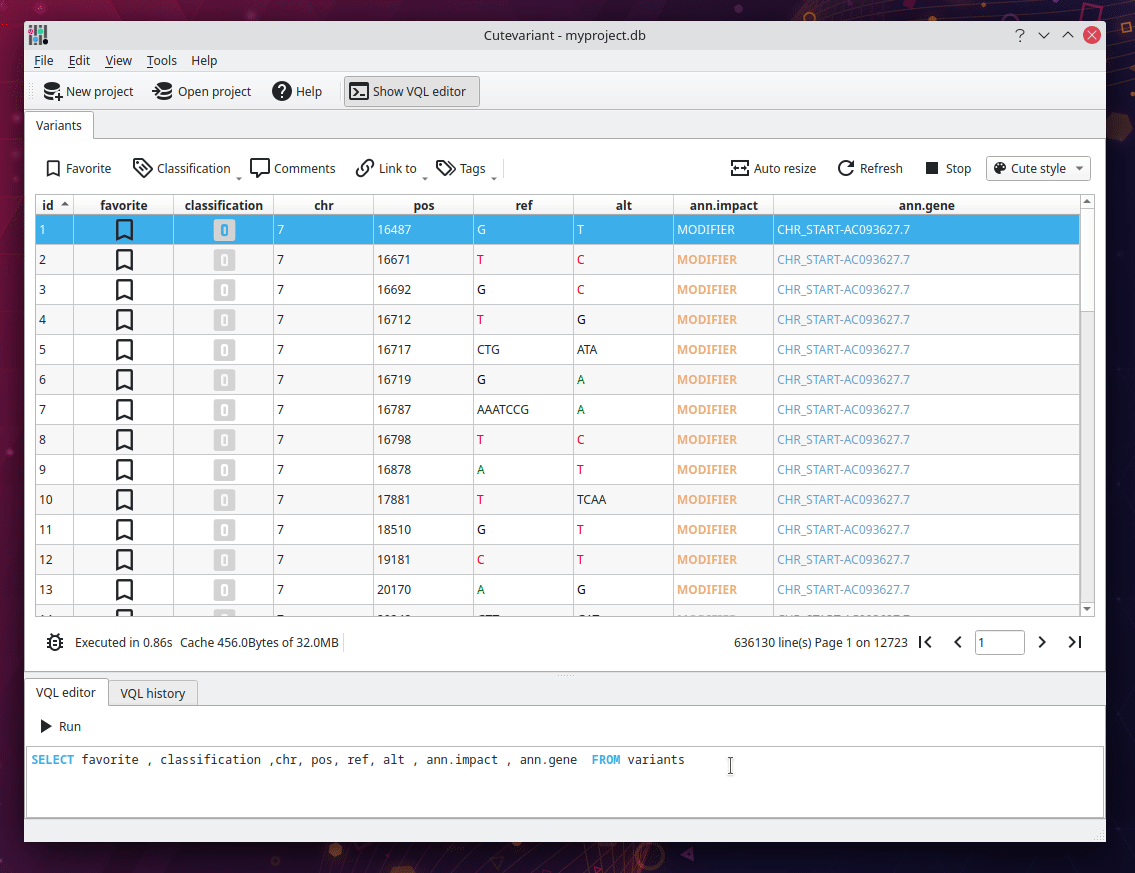 Cutevariant - myproject.db
File Edit View Tools Help
New project Open project Help Show VQL editor
Variants
Favorite Classification Comments Link to Tags Auto resize Refresh Stop Cute style
id favorite classification chr pos ref alt ann.impact ann.gene
1 0 7 16487 G T MODIFIER CHR_START-AC093627.7
2 0 7 16671 T C MODIFIER CHR_START-AC093627.7
3 0 7 16692 G C MODIFIER CHR_START-AC093627.7
4 0 7 16712 T G MODIFIER CHR_START-AC093627.7
5 0 7 16717 CTG ATA MODIFIER CHR_START-AC093627.7
6 0 7 16719 G A MODIFIER CHR_START-AC093627.7
7 0 7 16787 AAATCCG A MODIFIER CHR_START-AC093627.7
8 0 7 16798 T C MODIFIER CHR_START-AC093627.7
9 0 7 16878 A T MODIFIER CHR_START-AC093627.7
10 0 7 17881 T TCAA MODIFIER CHR_START-AC093627.7
11 0 7 18510 G T MODIFIER CHR_START-AC093627.7
12 0 7 19181 C T MODIFIER CHR_START-AC093627.7
13 0 7 20170 A G MODIFIER CHR_START-AC093627.7
Executed in 0.86s Cache 456.0Bytes of 32.0MB 636130 line(s) Page 1 on 12723 1
VQL editor VQL history
Run
SELECT favorite , classification ,chr, pos, ref, alt , ann.impact , ann.gene FROM variants